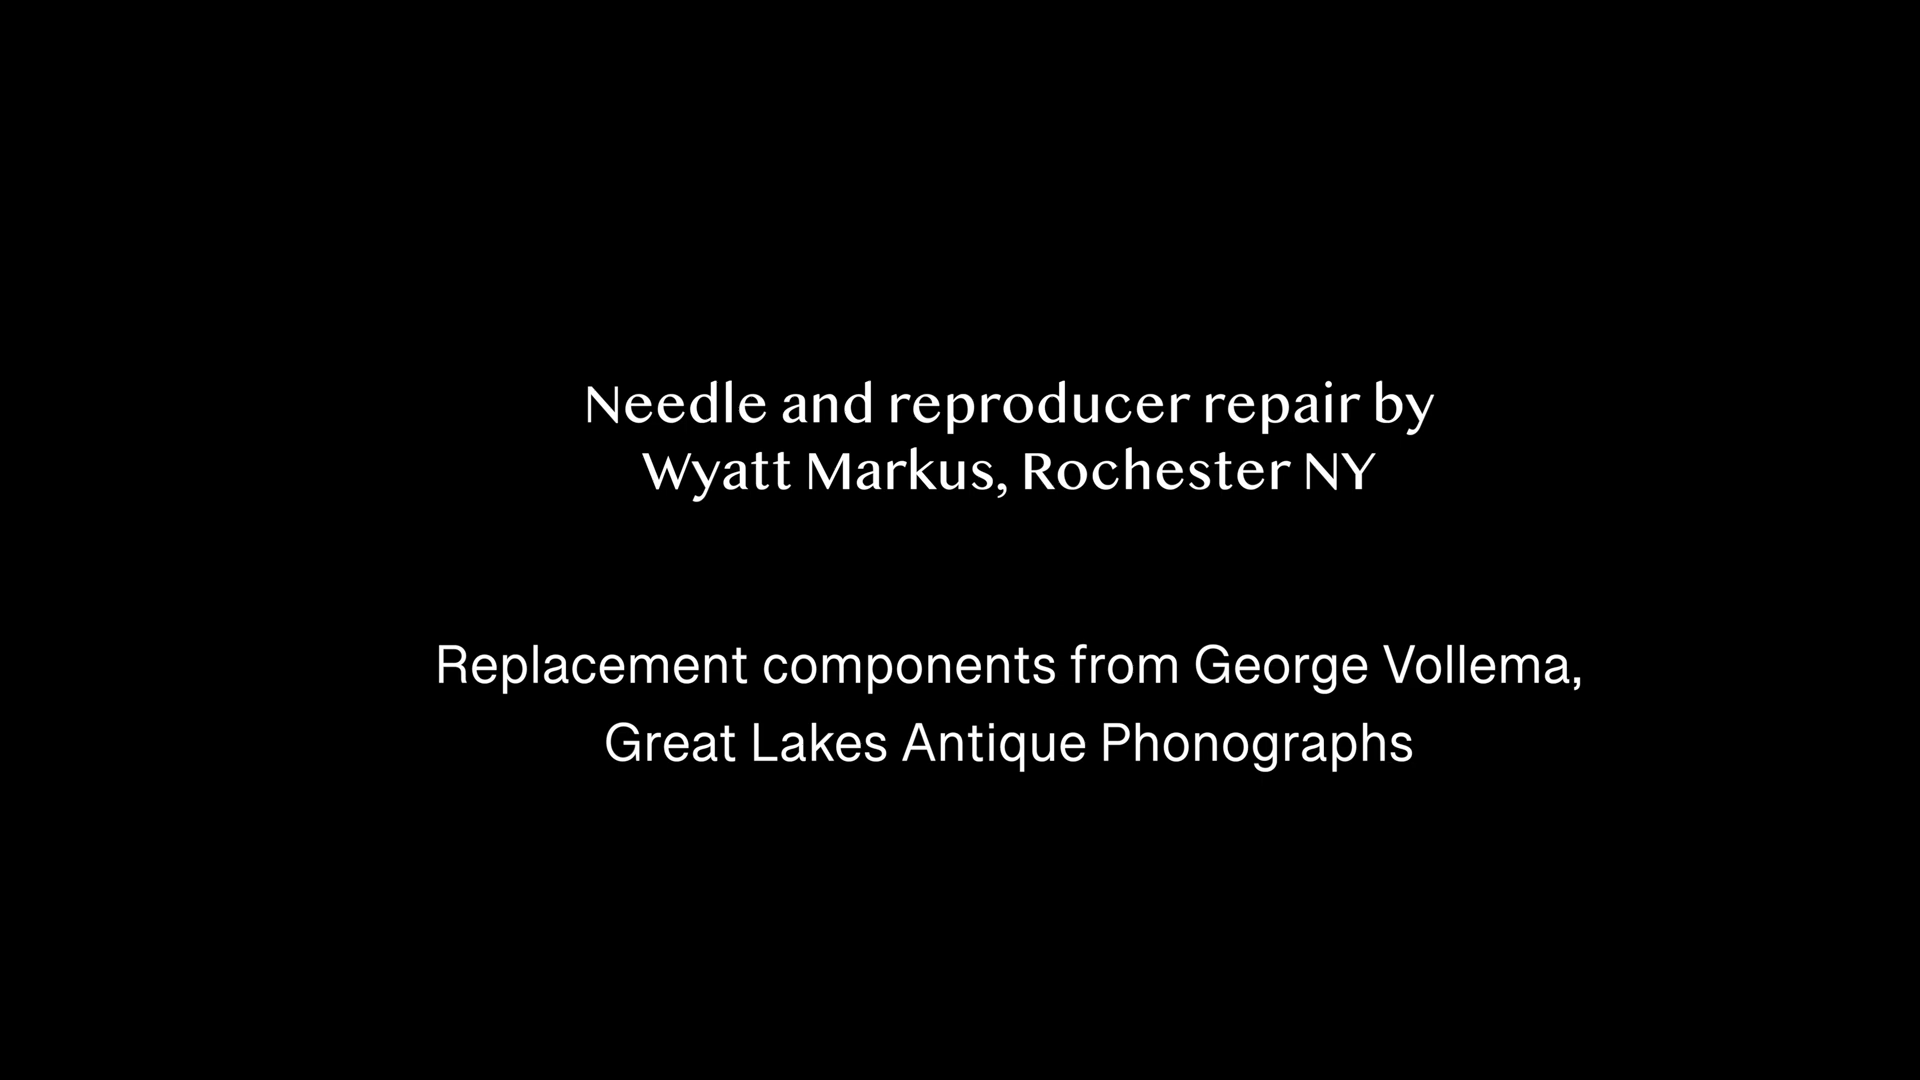 Needle and reproducer repair by
Wyatt Markus, Rochester NY
Replacement components from George Vollema,
Great Lakes Antique Phonographs